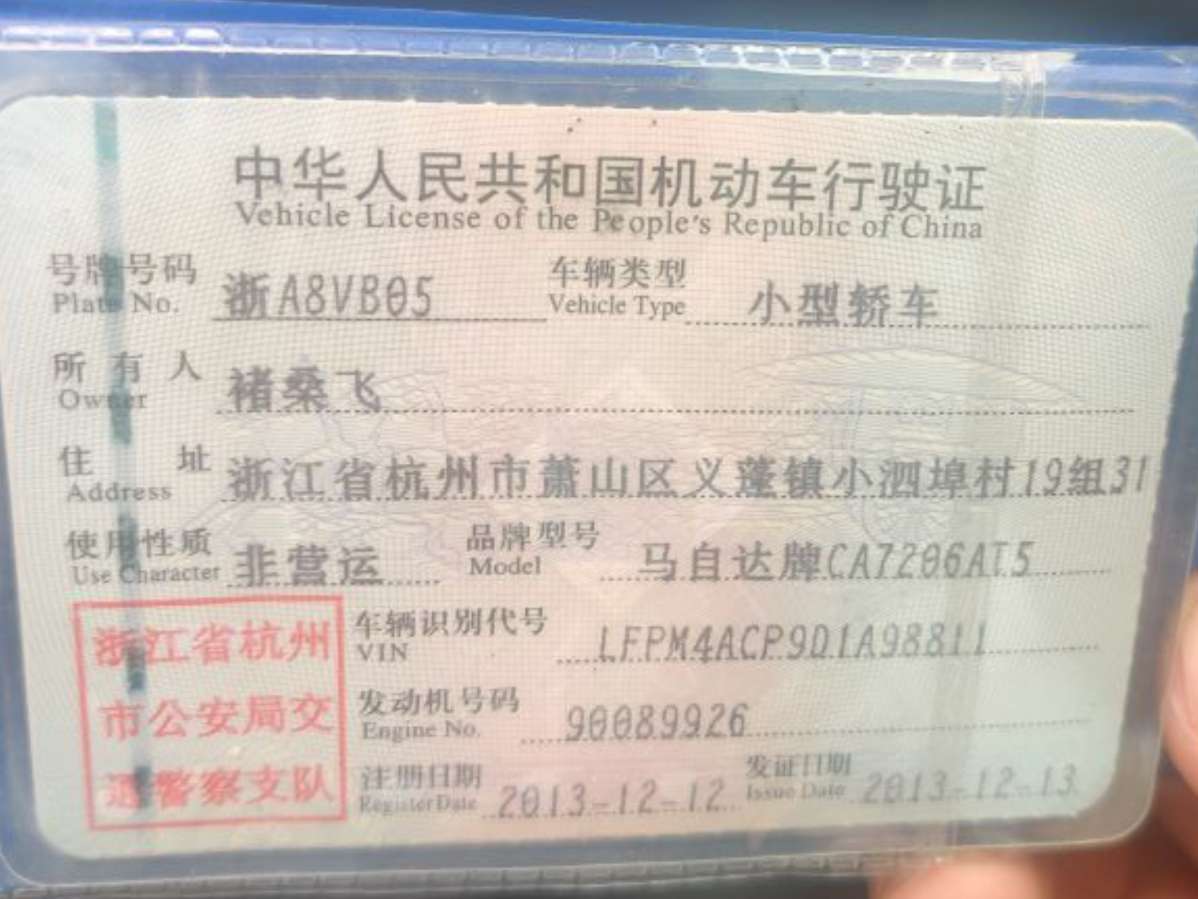 中华人民共和国机动车行驶证
Vehicle License of the People's Republic of China
号牌号码 浙A8VB05 车辆类型 小型轿车
Plate No. Vehicle Type
所有人 褚桑飞
Owner
住址 浙江省杭州市萧山区义蓬镇小泗埠村19组31
Address
使用性质 非营运 品牌型号 马自达牌CA7206AT5
Use Character Model
浙江省杭州
市公安局交
通警察支队
车辆识别代号 LFPM4ACP9D1A98811
VIN
发动机号码 90089926
Engine No.
注册日期 2013-12-12 发证日期 2013-12-13
Register Date Issue Date